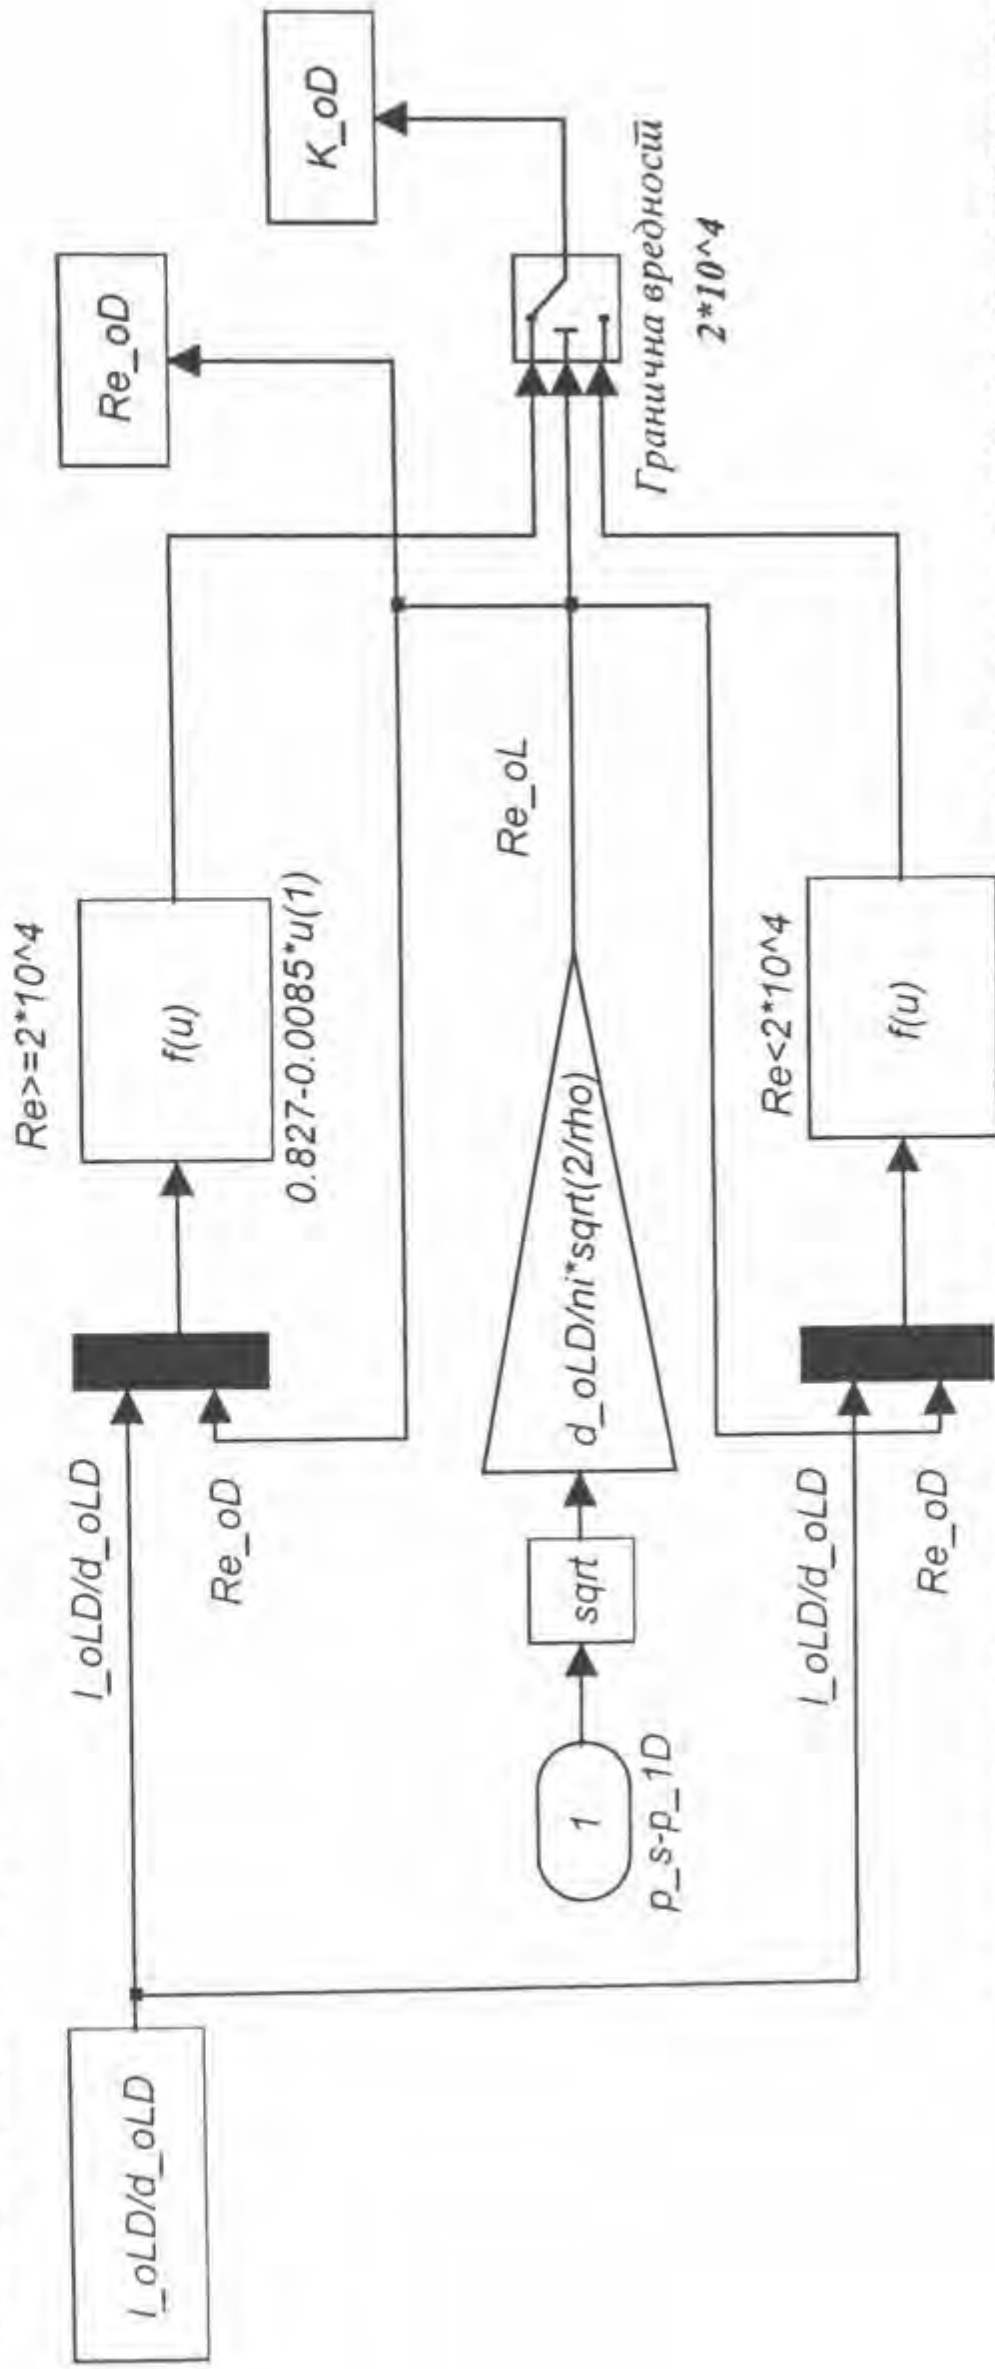 l_oLD/d_oLD
l_oLD/d_oLD
Re_oD
Re>=2*10^4
f(u)
0.827-0.0085*u(1)
Re_oD
K_oD
1
p_s-p_1D
sqrt
d_oLD/ni*sqrt(2/rho)
Re_oL
Гранична вредност
2*10^4
l_oLD/d_oLD
Re_oD
Re<2*10^4
f(u)